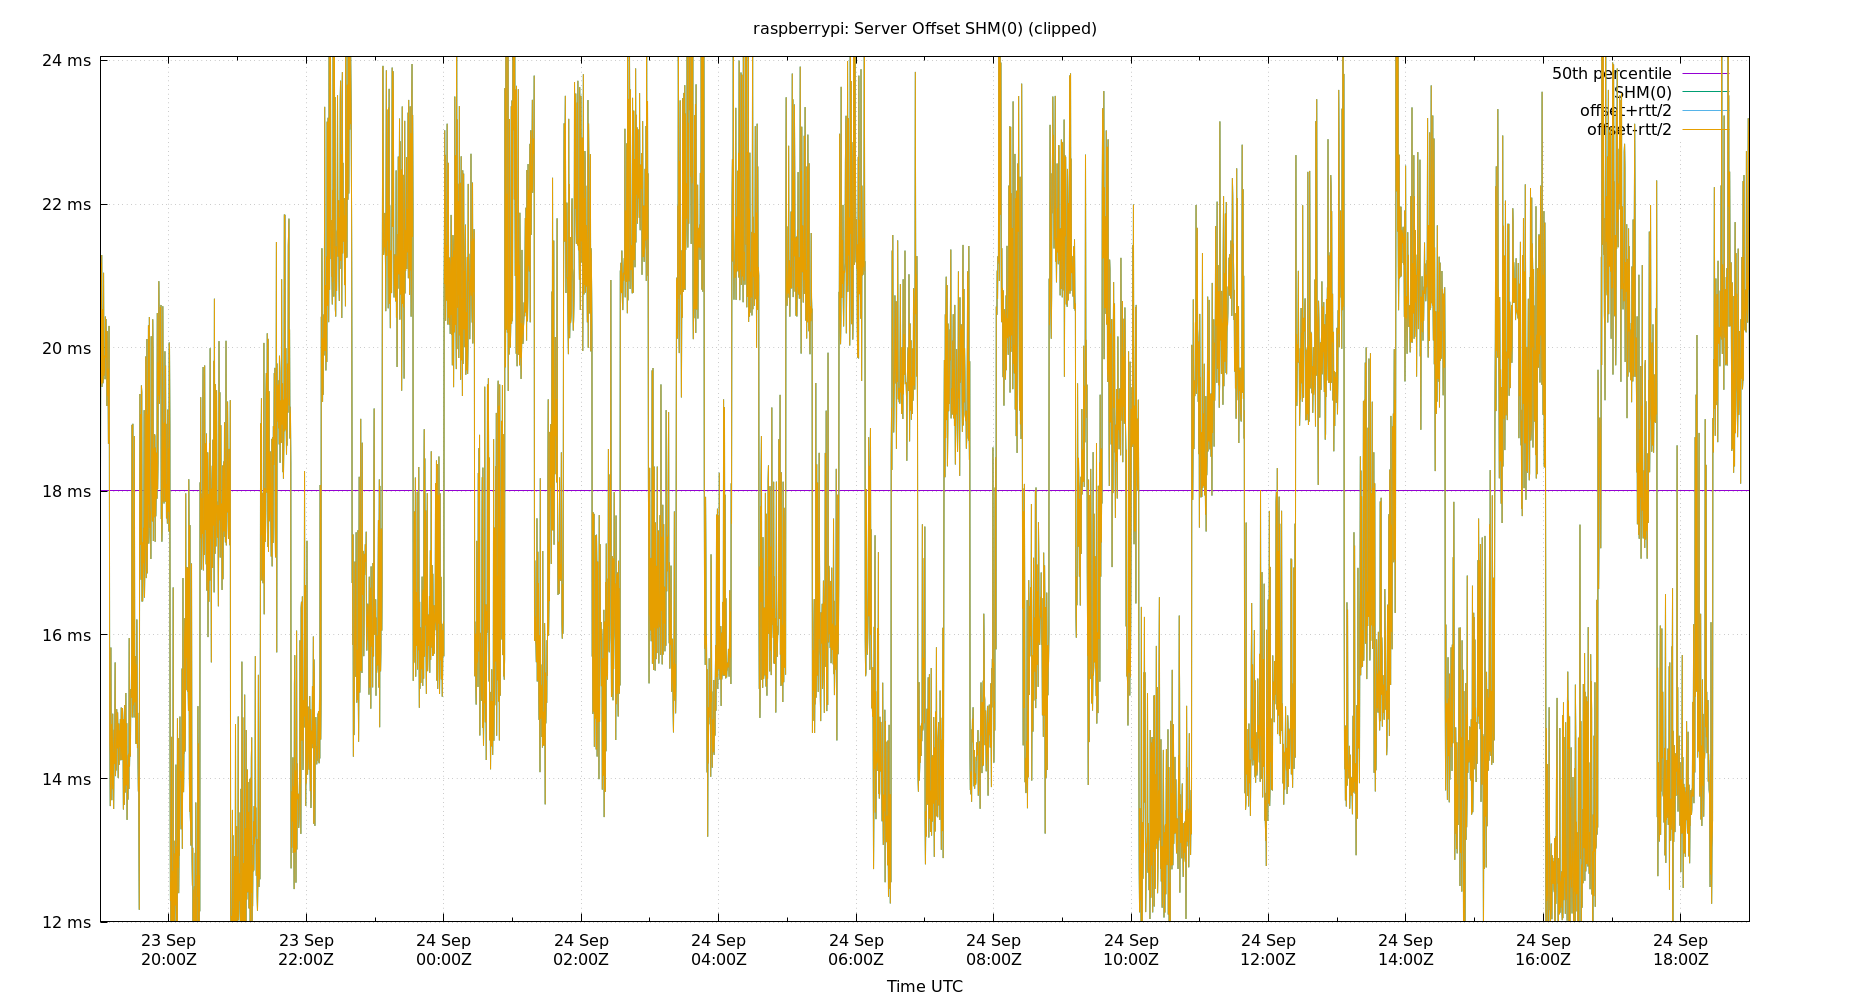 raspberrypi: Server Offset SHM(0) (clipped)
24 ms
22 ms
20 ms
18 ms
16 ms
14 ms
12 ms
50th percentile
SHM(0)
offset+rtt/2
offset-rtt/2
23 Sep
20:00Z
23 Sep
22:00Z
24 Sep
00:00Z
24 Sep
02:00Z
24 Sep
04:00Z
24 Sep
06:00Z
24 Sep
08:00Z
24 Sep
10:00Z
24 Sep
12:00Z
24 Sep
14:00Z
24 Sep
16:00Z
24 Sep
18:00Z
Time UTC